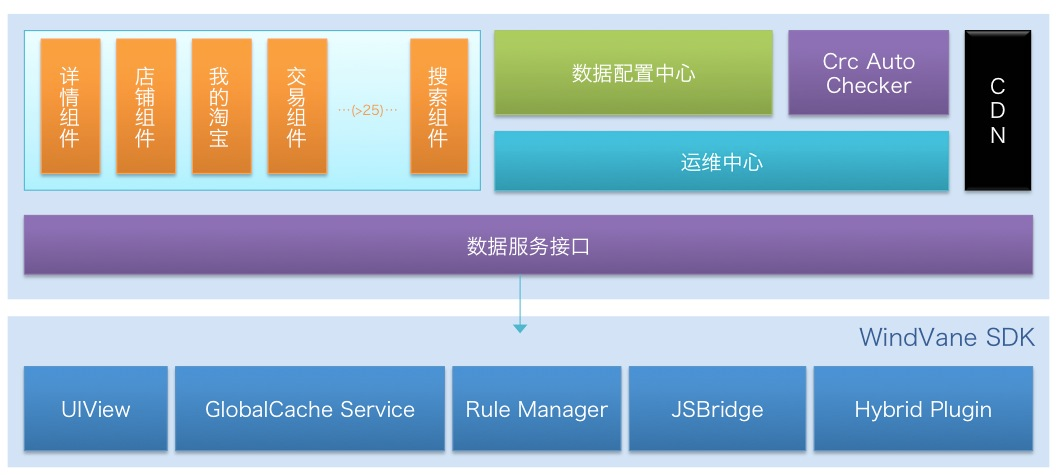 详情组件
店铺组件
我的淘宝
交易组件
···(>25)···
搜索组件
数据配置中心
Crc Auto
Checker
CDN
运维中心
数据服务接口
WindVane SDK
UIView
GlobalCache Service
Rule Manager
JSBridge
Hybrid Plugin